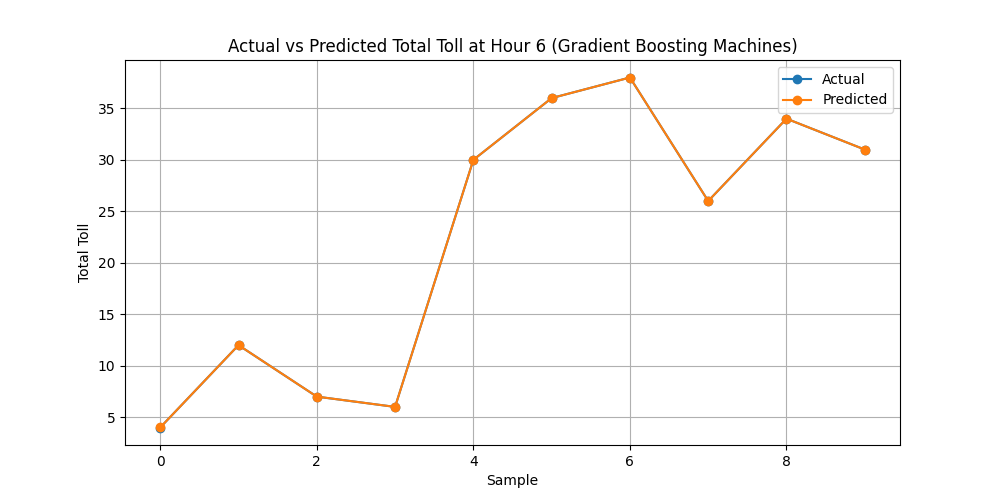 Actual vs Predicted Total Toll at Hour 6 (Gradient Boosting Machines)
Actual
Predicted
35
30
25
20
15
10
5
Total Toll
0 2 4 6 8
Sample